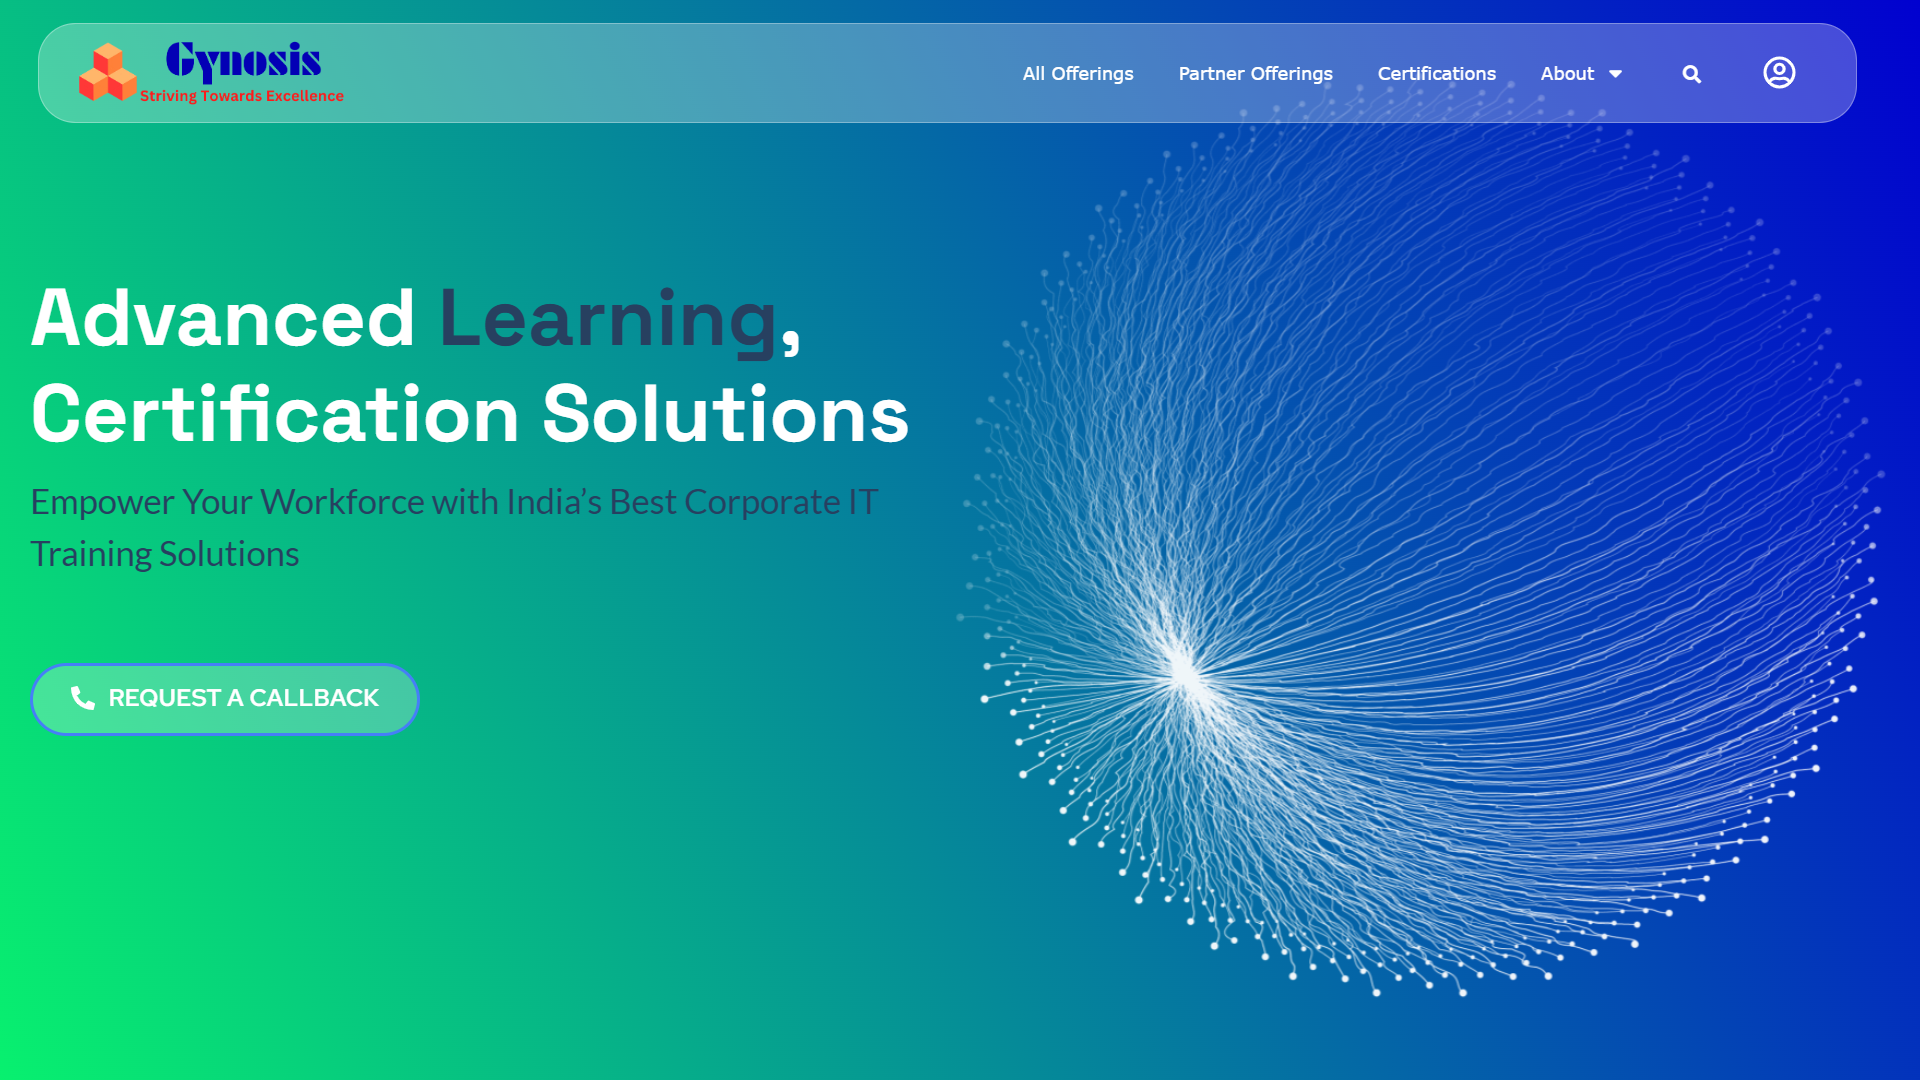 Gynosis
Striving Towards Excellence
All Offerings
Partner Offerings
Certifications
About
Advanced Learning,
Certification Solutions
Empower Your Workforce with India’s Best Corporate IT
Training Solutions
REQUEST A CALLBACK